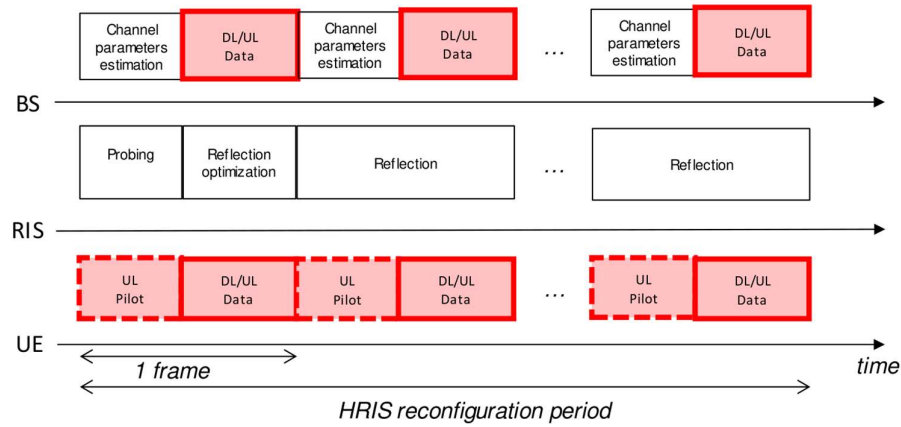 Channel
parameters
estimation
DL/UL
Data
Channel
parameters
estimation
DL/UL
Data
...
Channel
parameters
estimation
DL/UL
Data
BS
Probing
Reflection
optimization
Reflection
...
Reflection
RIS
UL
Pilot
DL/UL
Data
UL
Pilot
DL/UL
Data
...
UL
Pilot
DL/UL
Data
UE
time
1 frame
HRIS reconfiguration period